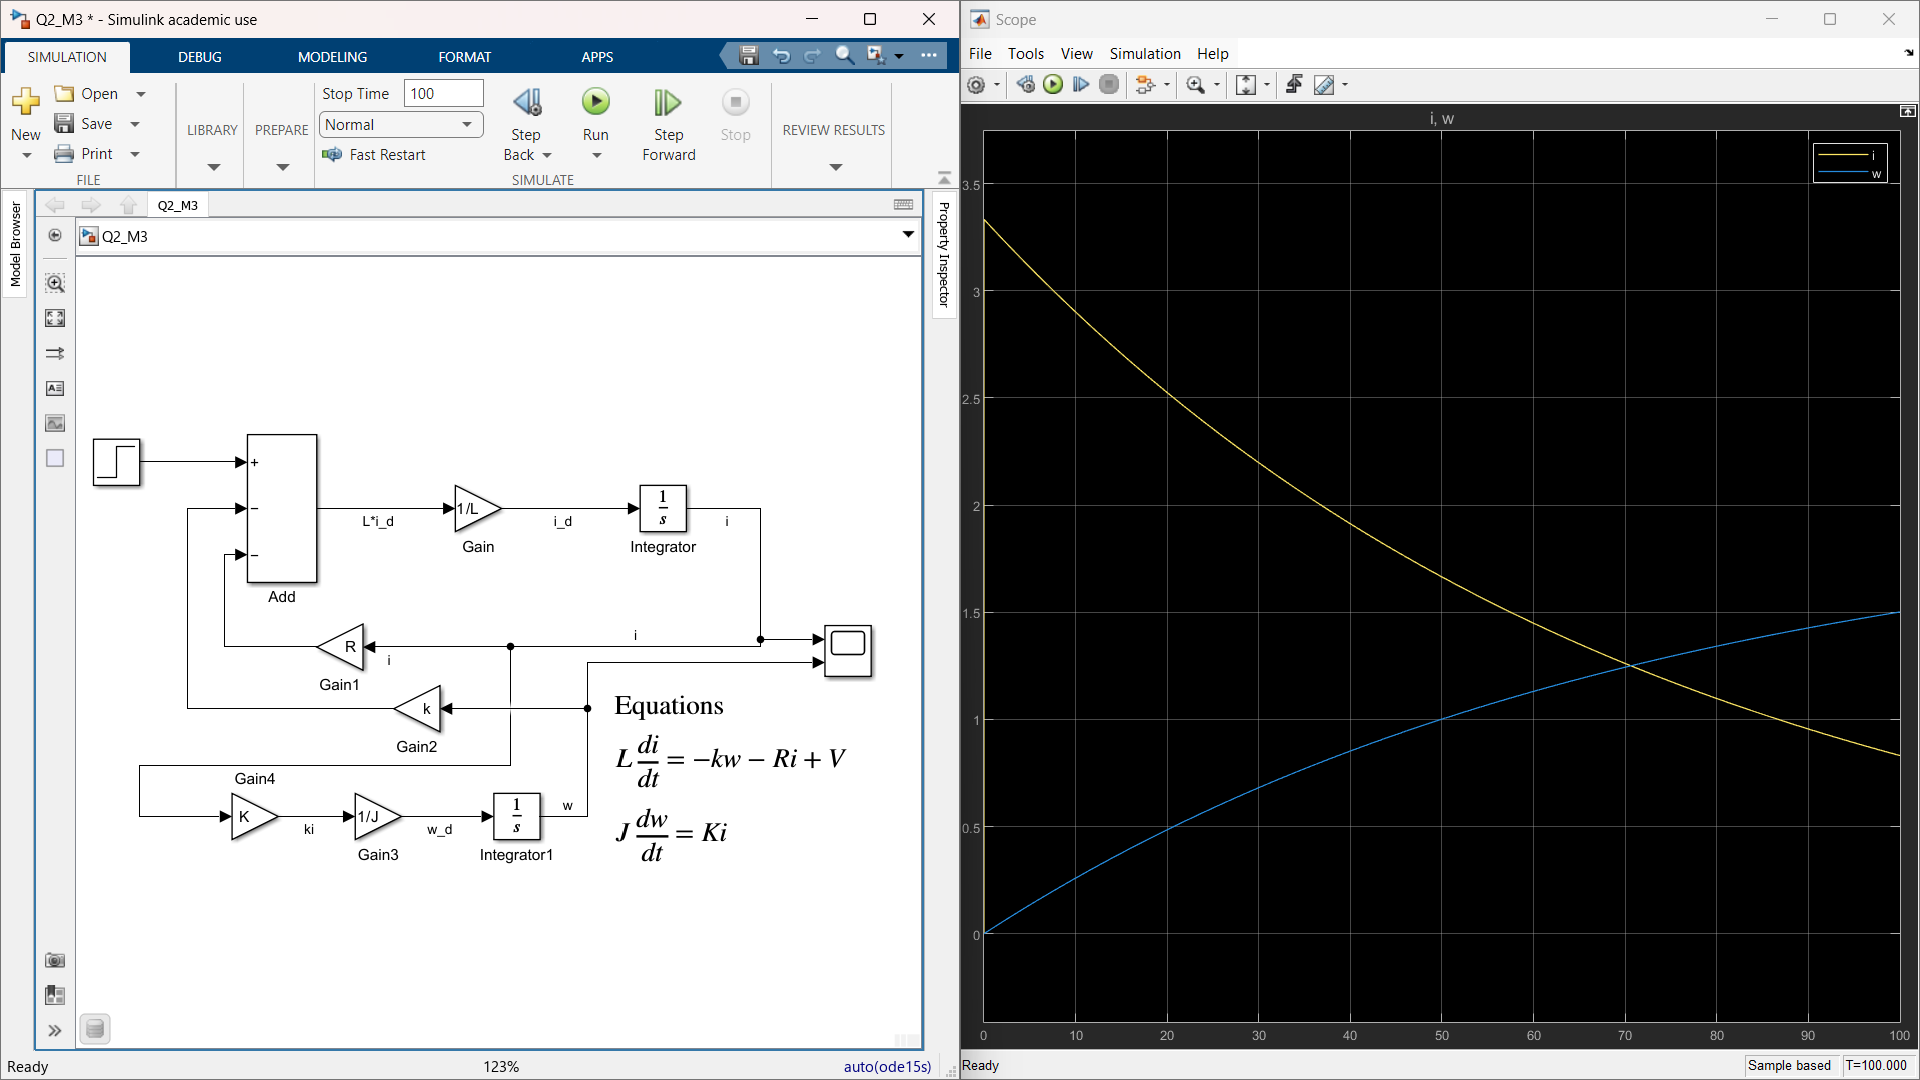 Q2_M3 * - Simulink academic use
SIMULATION DEBUG MODELING FORMAT APPS
New
Open
Save
Print
FILE
LIBRARY
PREPARE
Stop Time 100
Normal
Fast Restart
Step Back
Run
Step Forward
Stop
SIMULATE
REVIEW RESULTS
Model Browser
Property Inspector
Q2_M3
Q2_M3
+
−
−
Add
L*i_d
1/L
Gain
i_d
1
s
Integrator
i
i
R
i
Gain1
k
Gain2
Gain4
K
ki
1/J
Gain3
w_d
1
s
Integrator1
w
Equations
L di/dt = −kw − Ri + V
J dw/dt = Ki
Ready 123% auto(ode15s)
Scope
File Tools View Simulation Help
i, w
i
w
3.5
3
2.5
2
1.5
1
0.5
0
0 10 20 30 40 50 60 70 80 90 100
Ready Sample based T=100.000